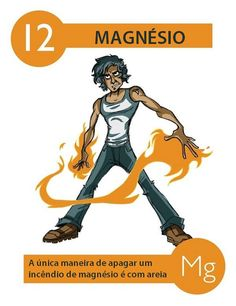 12
MAGNÉSIO
A única maneira de apagar um
incêndio de magnésio é com areia
Mg